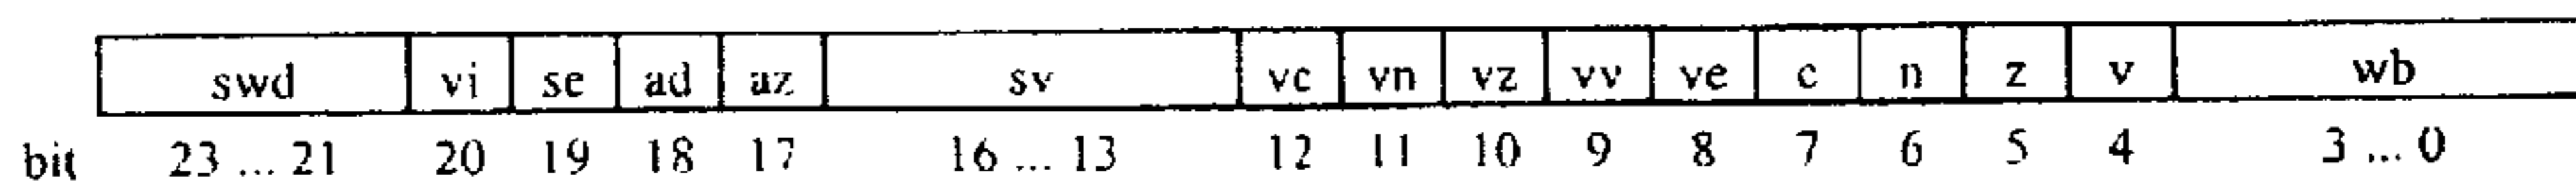 swd vi se ad az sv vc vn vz vv ve c n z v wb
bit 23 ... 21 20 19 18 17 16 ... 13 12 11 10 9 8 7 6 5 4 3 ... 0